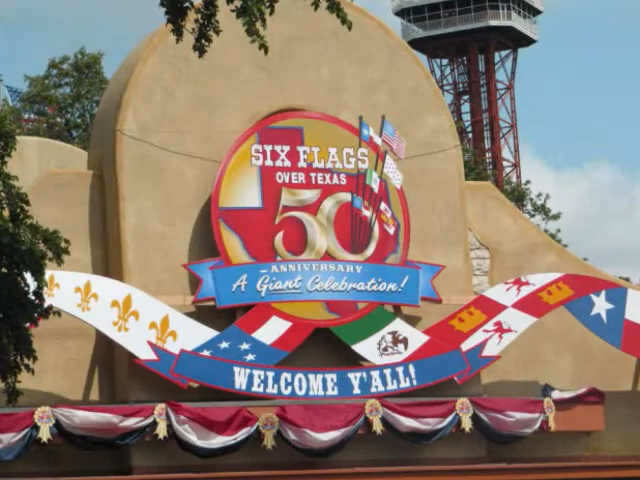 SIX FLAGS
OVER TEXAS
50
ANNIVERSARY
A Giant Celebration!
WELCOME Y'ALL!